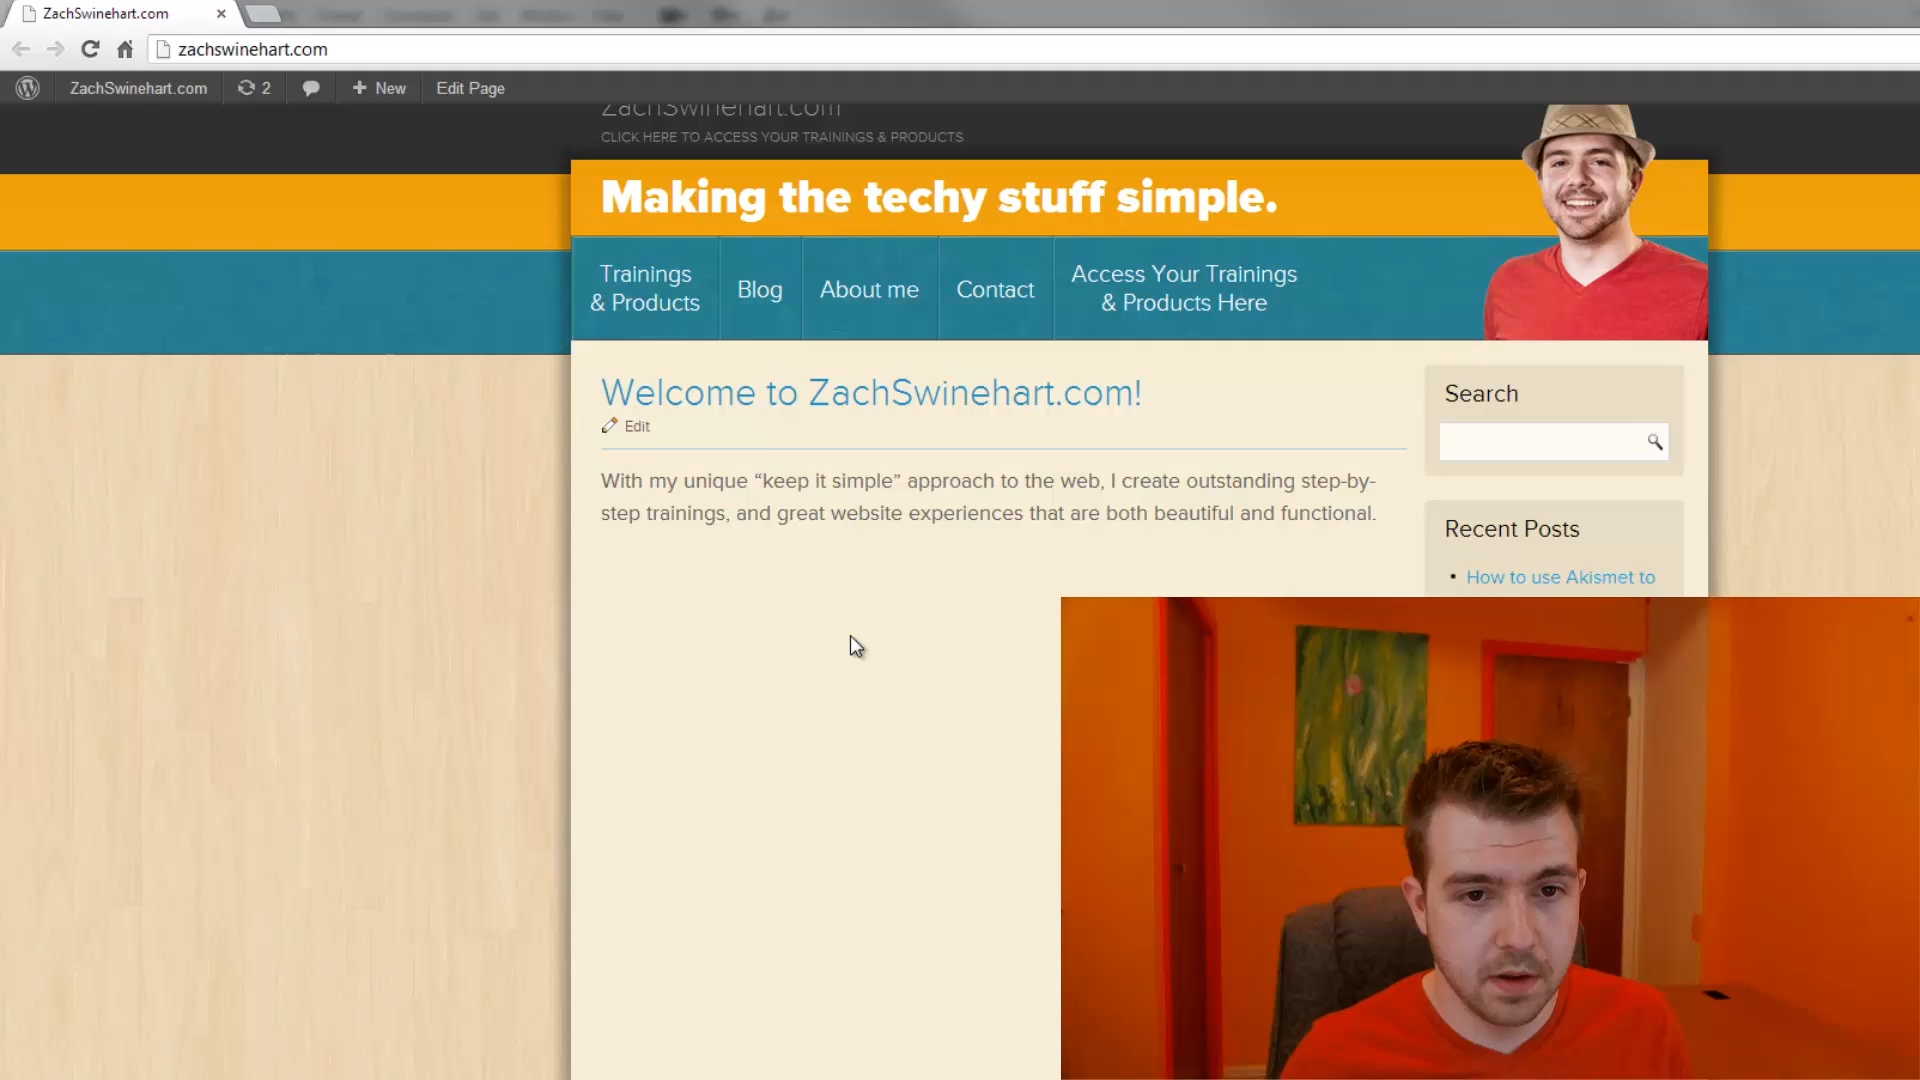 ZachSwinehart.com
zachswinehart.com
ZachSwinehart.com 2 New Edit Page
ZachSwinehart.com
CLICK HERE TO ACCESS YOUR TRAININGS & PRODUCTS
Making the techy stuff simple.
Trainings
& Products
Blog
About me
Contact
Access Your Trainings
& Products Here
Welcome to ZachSwinehart.com!
Edit
With my unique “keep it simple” approach to the web, I create outstanding step-by-
step trainings, and great website experiences that are both beautiful and functional.
Search
Recent Posts
• How to use Akismet to